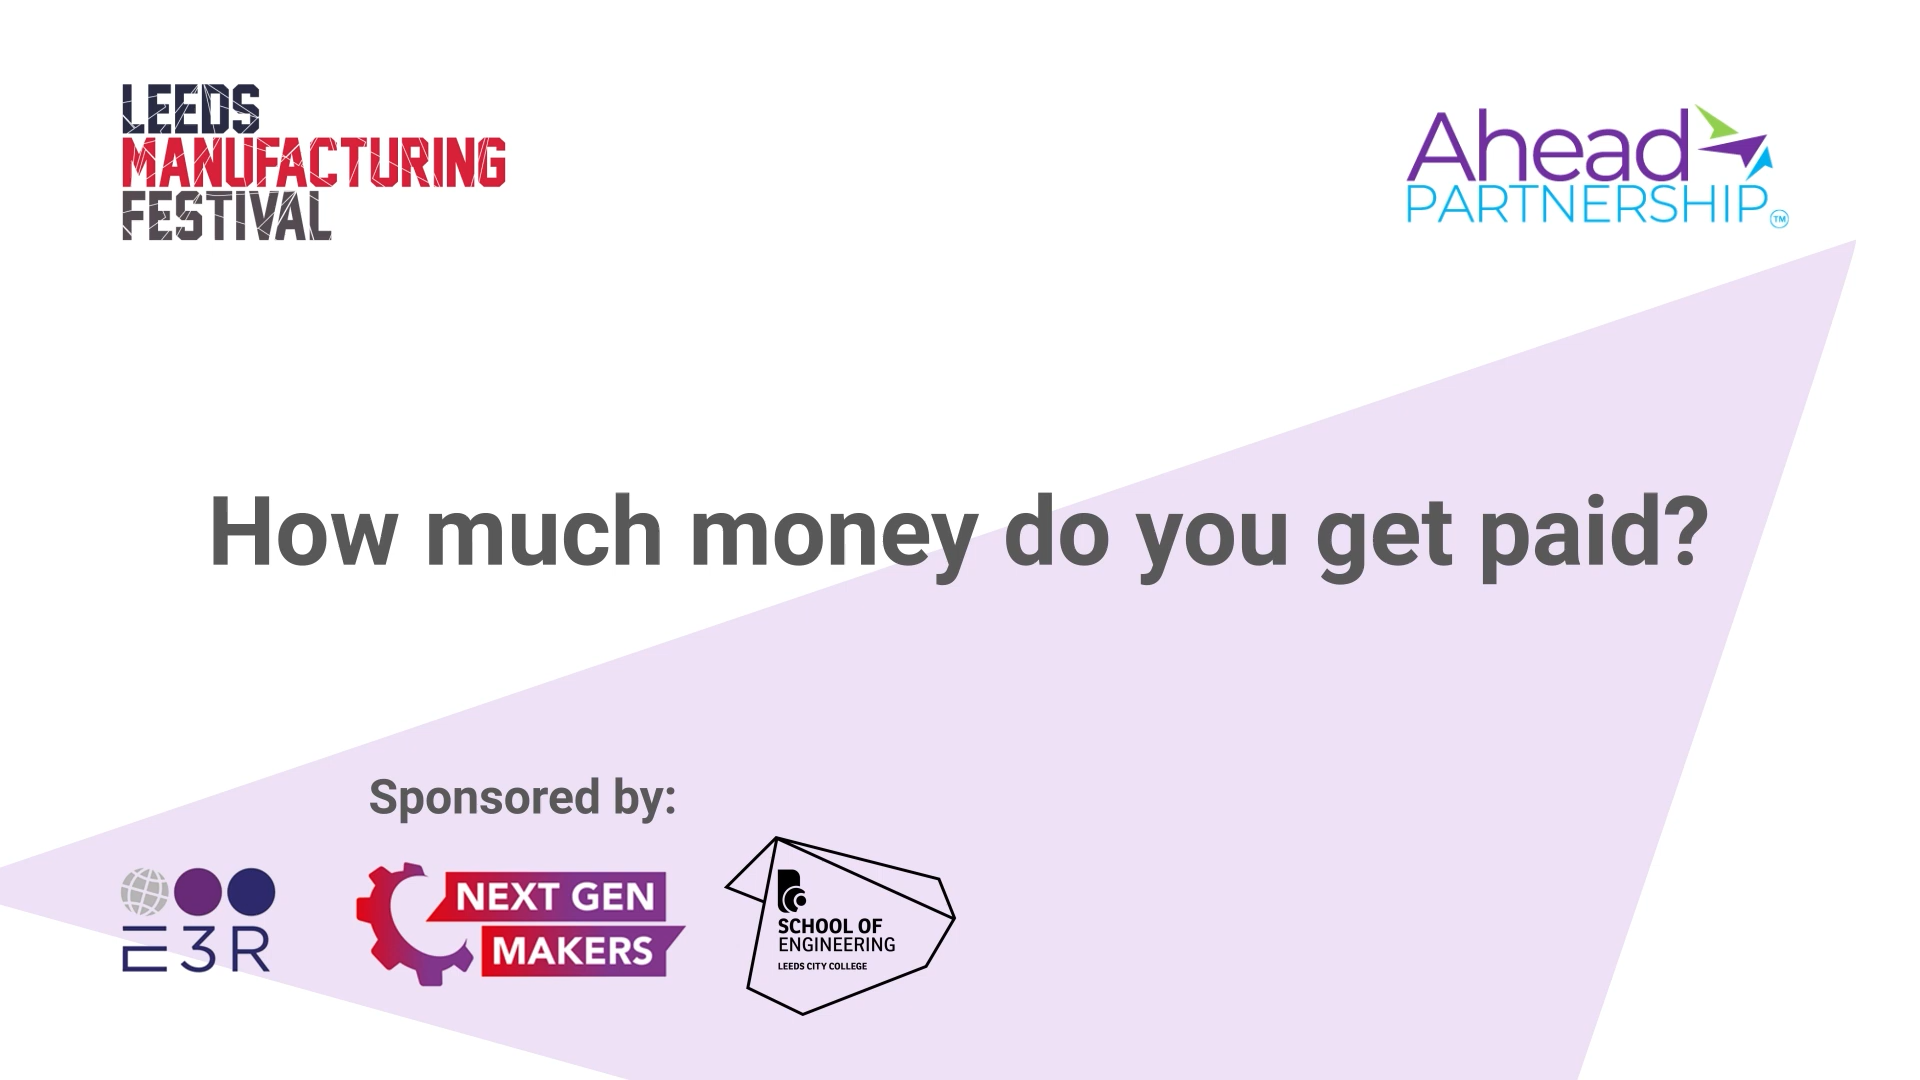 LEEDS
MANUFACTURING
FESTIVAL
Ahead
PARTNERSHIP TM
How much money do you get paid?
Sponsored by:
E3R
NEXT GEN
MAKERS
SCHOOL OF
ENGINEERING
LEEDS CITY COLLEGE